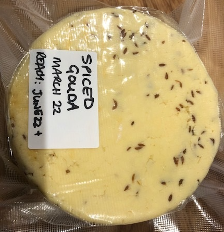 SPICED
GOUDA
MARCH 22
READY: JUNE 22 +